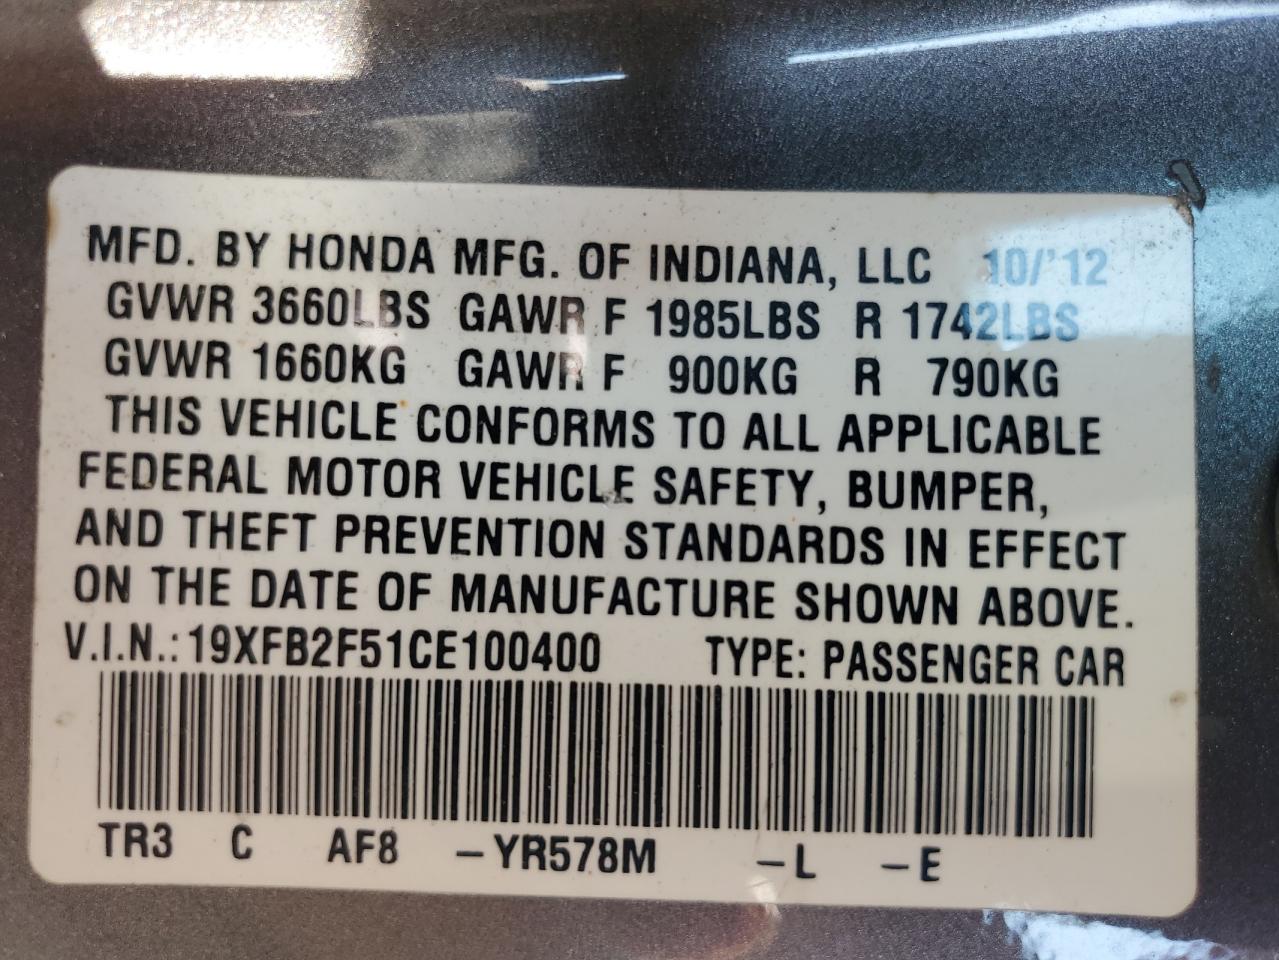 MFD. BY HONDA MFG. OF INDIANA, LLC 10/'12
GVWR 3660LBS GAWR F 1985LBS R 1742LBS
GVWR 1660KG GAWR F 900KG R 790KG
THIS VEHICLE CONFORMS TO ALL APPLICABLE
FEDERAL MOTOR VEHICLE SAFETY, BUMPER,
AND THEFT PREVENTION STANDARDS IN EFFECT
ON THE DATE OF MANUFACTURE SHOWN ABOVE.
V.I.N.: 19XFB2F51CE100400 TYPE: PASSENGER CAR
TR3 C AF8 –YR578M –L –E